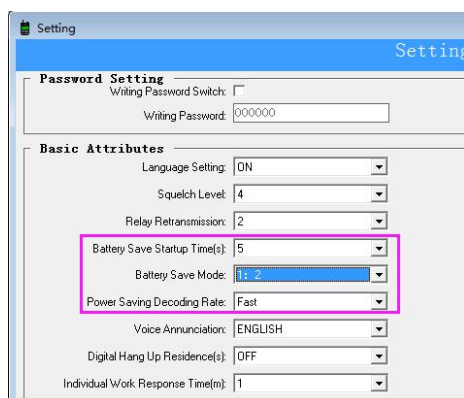 Setting
Setting
Password Setting
Writing Password Switch:
Writing Password: 000000
Basic Attributes
Language Setting: ON
Squelch Level: 4
Relay Retransmission: 2
Battery Save Startup Time(s): 5
Battery Save Mode: 1: 2
Power Saving Decoding Rate: Fast
Voice Annunciation: ENGLISH
Digital Hang Up Residence(s): OFF
Individual Work Response Time(m): 1